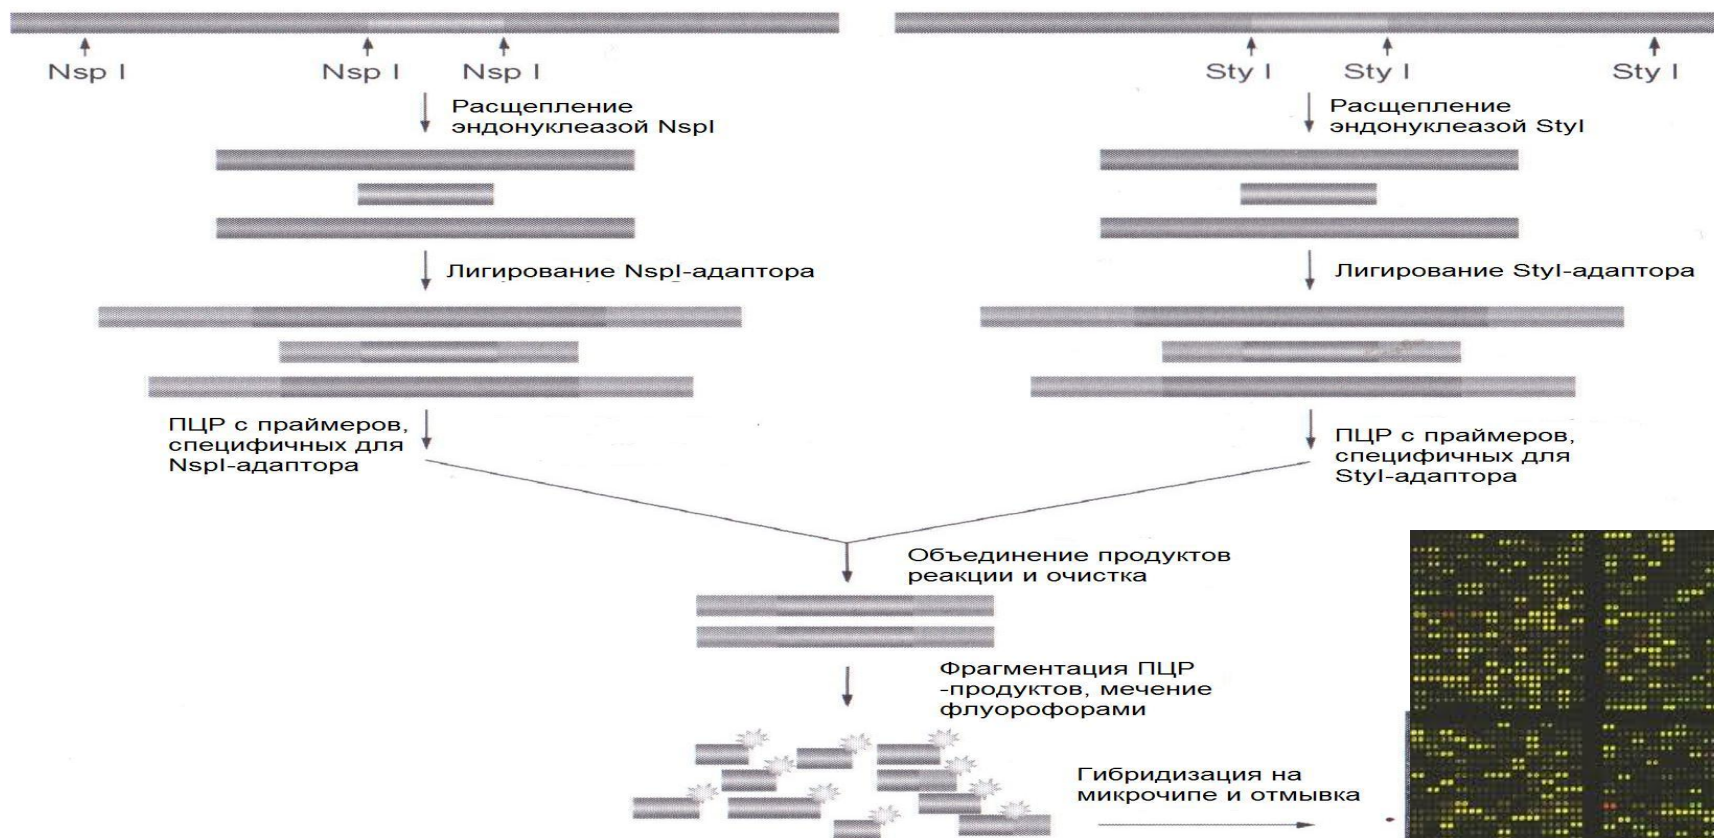 Nsp I Nsp I Nsp I
Sty I Sty I Sty I
Расщепление
эндонуклеазой NspI
Расщепление
эндонуклеазой StyI
Лигирование NspI-адаптора
Лигирование StyI-адаптора
ПЦР с праймеров,
специфичных для
NspI-адаптора
ПЦР с праймеров,
специфичных для
StyI-адаптора
Объединение продуктов
реакции и очистка
Фрагментация ПЦР
-продуктов, мечение
флуорофорами
Гибридизация на
микрочипе и отмывка